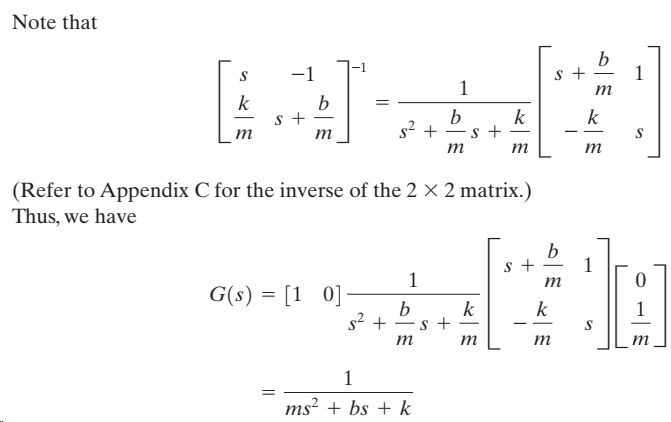 Note that
$$\begin{bmatrix} s & -1 \\ \frac{k}{m} & s + \frac{b}{m} \end{bmatrix}^{-1} = \frac{1}{s^2 + \frac{b}{m}s + \frac{k}{m}} \begin{bmatrix} s + \frac{b}{m} & 1 \\ -\frac{k}{m} & s \end{bmatrix}$$
(Refer to Appendix C for the inverse of the 2 × 2 matrix.)
Thus, we have
$$G(s) = [1 \quad 0] \frac{1}{s^2 + \frac{b}{m}s + \frac{k}{m}} \begin{bmatrix} s + \frac{b}{m} & 1 \\ -\frac{k}{m} & s \end{bmatrix} \begin{bmatrix} 0 \\ \frac{1}{m} \end{bmatrix}$$
$$= \frac{1}{ms^2 + bs + k}$$